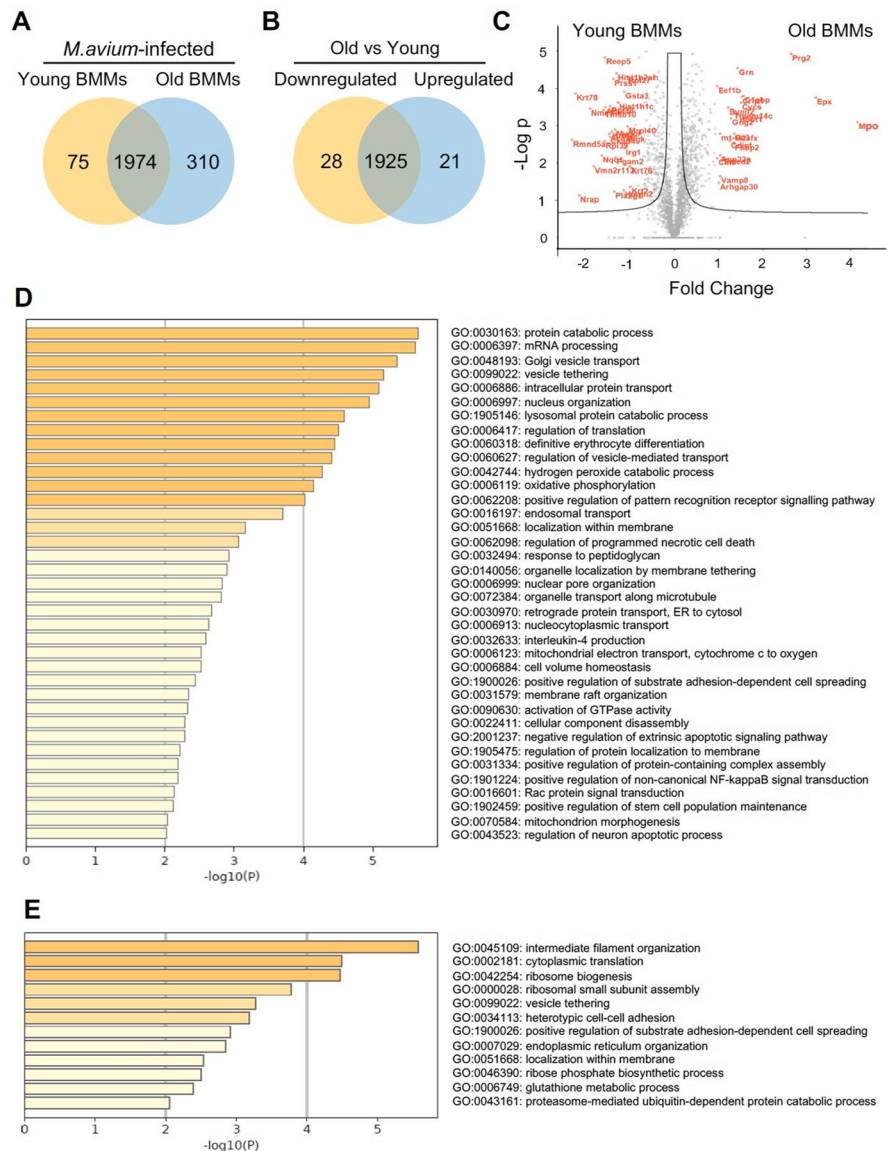 A
M.avium-infected
Young BMMs Old BMMs
75 1974 310
B
Old vs Young
Downregulated Upregulated
28 1925 21
C
Young BMMs Old BMMs
-Log p
5
4
3
2
1
0
-2 -1 0 1 2 3 4
Fold Change
Reep5
Krt78
Gsta3
Hist1h1c
Rmnd5a
Irg1
Vmn2r113
Krt76
Nrap
Prg2
Grn
Eef1b
Epx
Mpo
Vamp8
Arhgap30
D
GO:0030163: protein catabolic process
GO:0006397: mRNA processing
GO:0048193: Golgi vesicle transport
GO:0099022: vesicle tethering
GO:0006886: intracellular protein transport
GO:0006997: nucleus organization
GO:1905146: lysosomal protein catabolic process
GO:0006417: regulation of translation
GO:0060318: definitive erythrocyte differentiation
GO:0060627: regulation of vesicle-mediated transport
GO:0042744: hydrogen peroxide catabolic process
GO:0006119: oxidative phosphorylation
GO:0062208: positive regulation of pattern recognition receptor signalling pathway
GO:0016197: endosomal transport
GO:0051668: localization within membrane
GO:0062098: regulation of programmed necrotic cell death
GO:0032494: response to peptidoglycan
GO:0140056: organelle localization by membrane tethering
GO:0006999: nuclear pore organization
GO:0072384: organelle transport along microtubule
GO:0030970: retrograde protein transport, ER to cytosol
GO:0006913: nucleocytoplasmic transport
GO:0032633: interleukin-4 production
GO:0006123: mitochondrial electron transport, cytochrome c to oxygen
GO:0006884: cell volume homeostasis
GO:1900026: positive regulation of substrate adhesion-dependent cell spreading
GO:0031579: membrane raft organization
GO:0090630: activation of GTPase activity
GO:0022411: cellular component disassembly
GO:2001237: negative regulation of extrinsic apoptotic signaling pathway
GO:1905475: regulation of protein localization to membrane
GO:0031334: positive regulation of protein-containing complex assembly
GO:1901224: positive regulation of non-canonical NF-kappaB signal transduction
GO:0016601: Rac protein signal transduction
GO:1902459: positive regulation of stem cell population maintenance
GO:0070584: mitochondrion morphogenesis
GO:0043523: regulation of neuron apoptotic process
0 1 2 3 4 5
-log10(P)
E
GO:0045109: intermediate filament organization
GO:0002181: cytoplasmic translation
GO:0042254: ribosome biogenesis
GO:0000028: ribosomal small subunit assembly
GO:0099022: vesicle tethering
GO:0034113: heterotypic cell-cell adhesion
GO:1900026: positive regulation of substrate adhesion-dependent cell spreading
GO:0007029: endoplasmic reticulum organization
GO:0051668: localization within membrane
GO:0046390: ribose phosphate biosynthetic process
GO:0006749: glutathione metabolic process
GO:0043161: proteasome-mediated ubiquitin-dependent protein catabolic process
0 1 2 3 4 5
-log10(P)